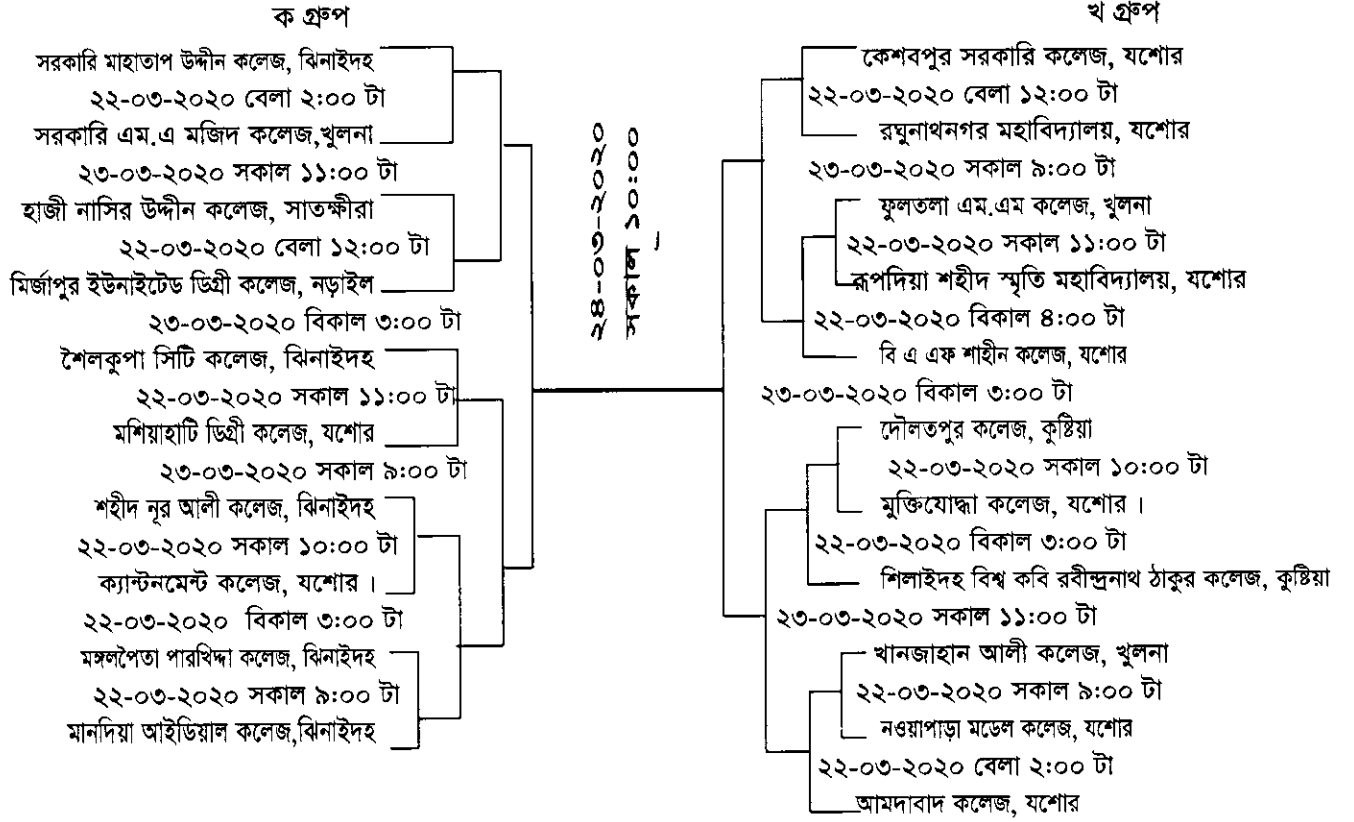 ক গ্রুপ
সরকারি মাহাতাপ উদ্দীন কলেজ, ঝিনাইদহ
২২-০৩-২০২০ বেলা ২:০০ টা
সরকারি এম.এ মজিদ কলেজ,খুলনা
২৩-০৩-২০২০ সকাল ১১:০০ টা
হাজী নাসির উদ্দীন কলেজ, সাতক্ষীরা
২২-০৩-২০২০ বেলা ১২:০০ টা
মির্জাপুর ইউনাইটেড ডিগ্রী কলেজ, নড়াইল
২৩-০৩-২০২০ বিকাল ৩:০০ টা
শৈলকুপা সিটি কলেজ, ঝিনাইদহ
২২-০৩-২০২০ সকাল ১১:০০ টা
মশিয়াহাটি ডিগ্রী কলেজ, যশোর
২৩-০৩-২০২০ সকাল ৯:০০ টা
শহীদ নূর আলী কলেজ, ঝিনাইদহ
২২-০৩-২০২০ সকাল ১০:০০ টা
ক্যান্টনমেন্ট কলেজ, যশোর ।
২২-০৩-২০২০ বিকাল ৩:০০ টা
মঙ্গলপৈতা পারখিদ্দা কলেজ, ঝিনাইদহ
২২-০৩-২০২০ সকাল ৯:০০ টা
মানদিয়া আইডিয়াল কলেজ,ঝিনাইদহ
২৪-০৩-২০২০
সকাল ১০:০০
খ গ্রুপ
কেশবপুর সরকারি কলেজ, যশোর
২২-০৩-২০২০ বেলা ১২:০০ টা
রঘুনাথনগর মহাবিদ্যালয়, যশোর
২৩-০৩-২০২০ সকাল ৯:০০ টা
ফুলতলা এম.এম কলেজ, খুলনা
২২-০৩-২০২০ সকাল ১১:০০ টা
রূপদিয়া শহীদ স্মৃতি মহাবিদ্যালয়, যশোর
২২-০৩-২০২০ বিকাল ৪:০০ টা
বি এ এফ শাহীন কলেজ, যশোর
২৩-০৩-২০২০ বিকাল ৩:০০ টা
দৌলতপুর কলেজ, কুষ্টিয়া
২২-০৩-২০২০ সকাল ১০:০০ টা
মুক্তিযোদ্ধা কলেজ, যশোর ।
২২-০৩-২০২০ বিকাল ৩:০০ টা
শিলাইদহ বিশ্ব কবি রবীন্দ্রনাথ ঠাকুর কলেজ, কুষ্টিয়া
২৩-০৩-২০২০ সকাল ১১:০০ টা
খানজাহান আলী কলেজ, খুলনা
২২-০৩-২০২০ সকাল ৯:০০ টা
নওয়াপাড়া মডেল কলেজ, যশোর
২২-০৩-২০২০ বেলা ২:০০ টা
আমদাবাদ কলেজ, যশোর